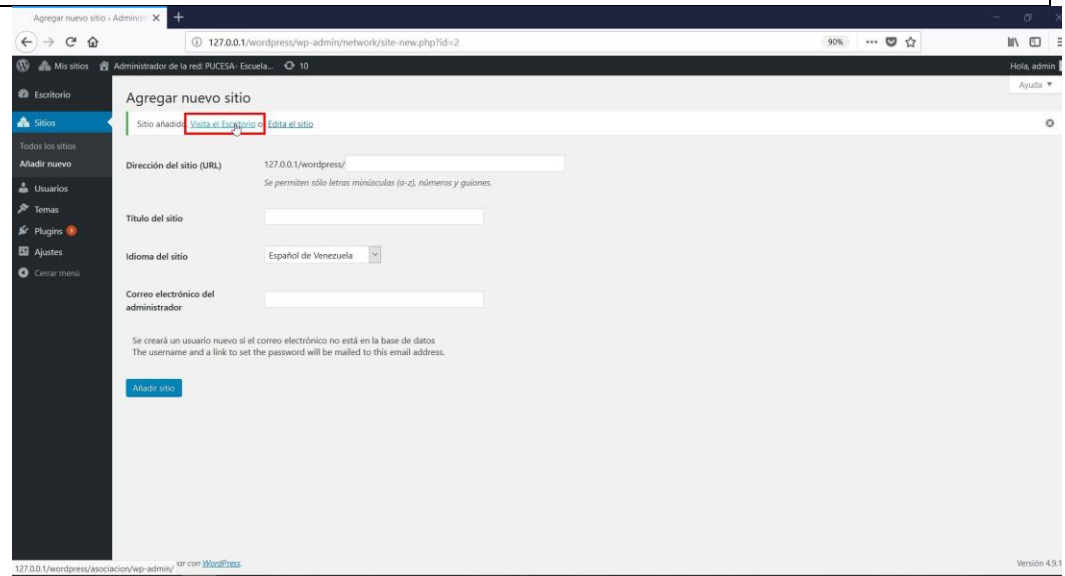 Agregar nuevo sitio ‹ Adminis
127.0.0.1/wordpress/wp-admin/network/site-new.php?id=2
90%
Mis sitios Administrador de la red: PUCESA- Escuela... 10
Hola, admin
Ayuda
Escritorio
Sitios
Todos los sitios
Añadir nuevo
Usuarios
Temas
Plugins
Ajustes
Cerrar menú
Agregar nuevo sitio
Sitio añadido. Visita el Escritorio o Edita el sitio
Dirección del sitio (URL)
127.0.0.1/wordpress/
Se permiten sólo letras minúsculas (a-z), números y guiones.
Título del sitio
Idioma del sitio
Español de Venezuela
Correo electrónico del
administrador
Se creará un usuario nuevo si el correo electrónico no está en la base de datos
The username and a link to set the password will be mailed to this email address.
Añadir sitio
127.0.0.1/wordpress/asociacion/wp-admin/
con WordPress.
Versión 4.9.1